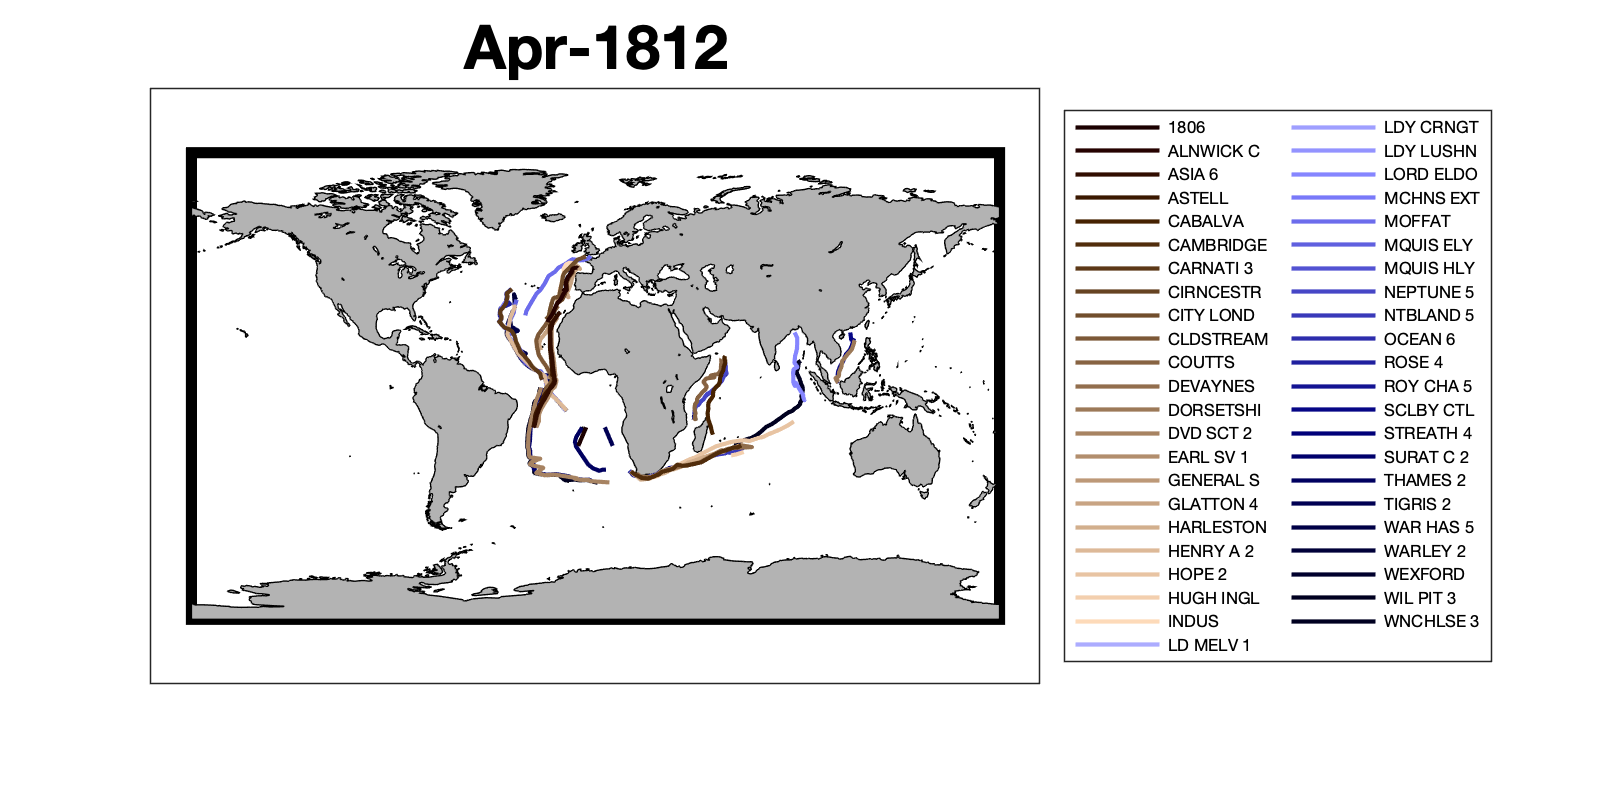 Apr-1812
1806
ALNWICK C
ASIA 6
ASTELL
CABALVA
CAMBRIDGE
CARNATI 3
CIRNCESTR
CITY LOND
CLDSTREAM
COUTTS
DEVAYNES
DORSETSHI
DVD SCT 2
EARL SV 1
GENERAL S
GLATTON 4
HARLESTON
HENRY A 2
HOPE 2
HUGH INGL
INDUS
LD MELV 1
LDY CRNGT
LDY LUSHN
LORD ELDO
MCHNS EXT
MOFFAT
MQUIS ELY
MQUIS HLY
NEPTUNE 5
NTBLAND 5
OCEAN 6
ROSE 4
ROY CHA 5
SCLBY CTL
STREATH 4
SURAT C 2
THAMES 2
TIGRIS 2
WAR HAS 5
WARLEY 2
WEXFORD
WIL PIT 3
WNCHLSE 3